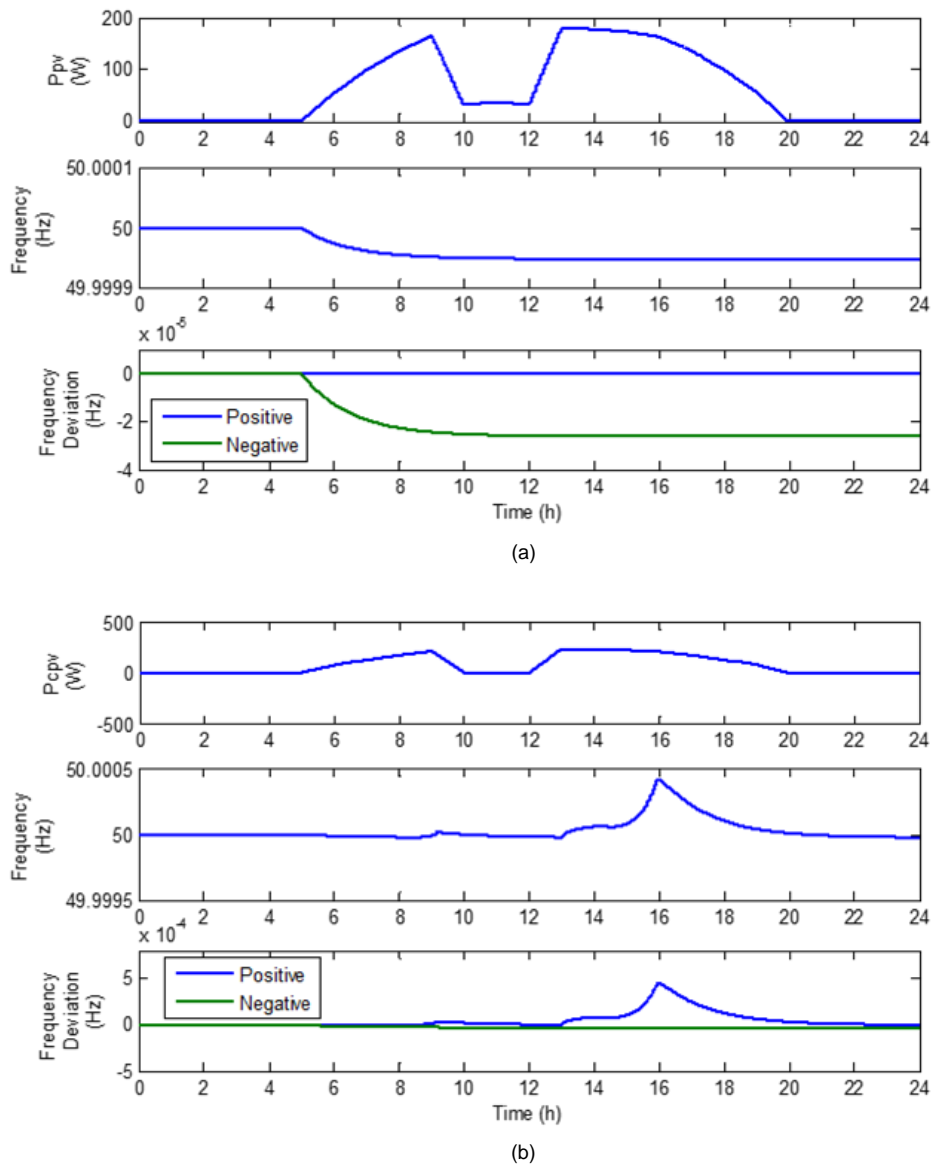 200
100
0
Ppv
(W)
0 2 4 6 8 10 12 14 16 18 20 22 24
50.0001
50
49.9999
Frequency
(Hz)
0 2 4 6 8 10 12 14 16 18 20 22 24
x 10-5
0
-2
-4
Frequency
Deviation
(Hz)
Positive
Negative
0 2 4 6 8 10 12 14 16 18 20 22 24
Time (h)
(a)
500
0
-500
Pcpv
(W)
0 2 4 6 8 10 12 14 16 18 20 22 24
50.0005
50
49.9995
Frequency
(Hz)
0 2 4 6 8 10 12 14 16 18 20 22 24
x 10-4
5
0
-5
Frequency
Deviation
(Hz)
Positive
Negative
0 2 4 6 8 10 12 14 16 18 20 22 24
Time (h)
(b)